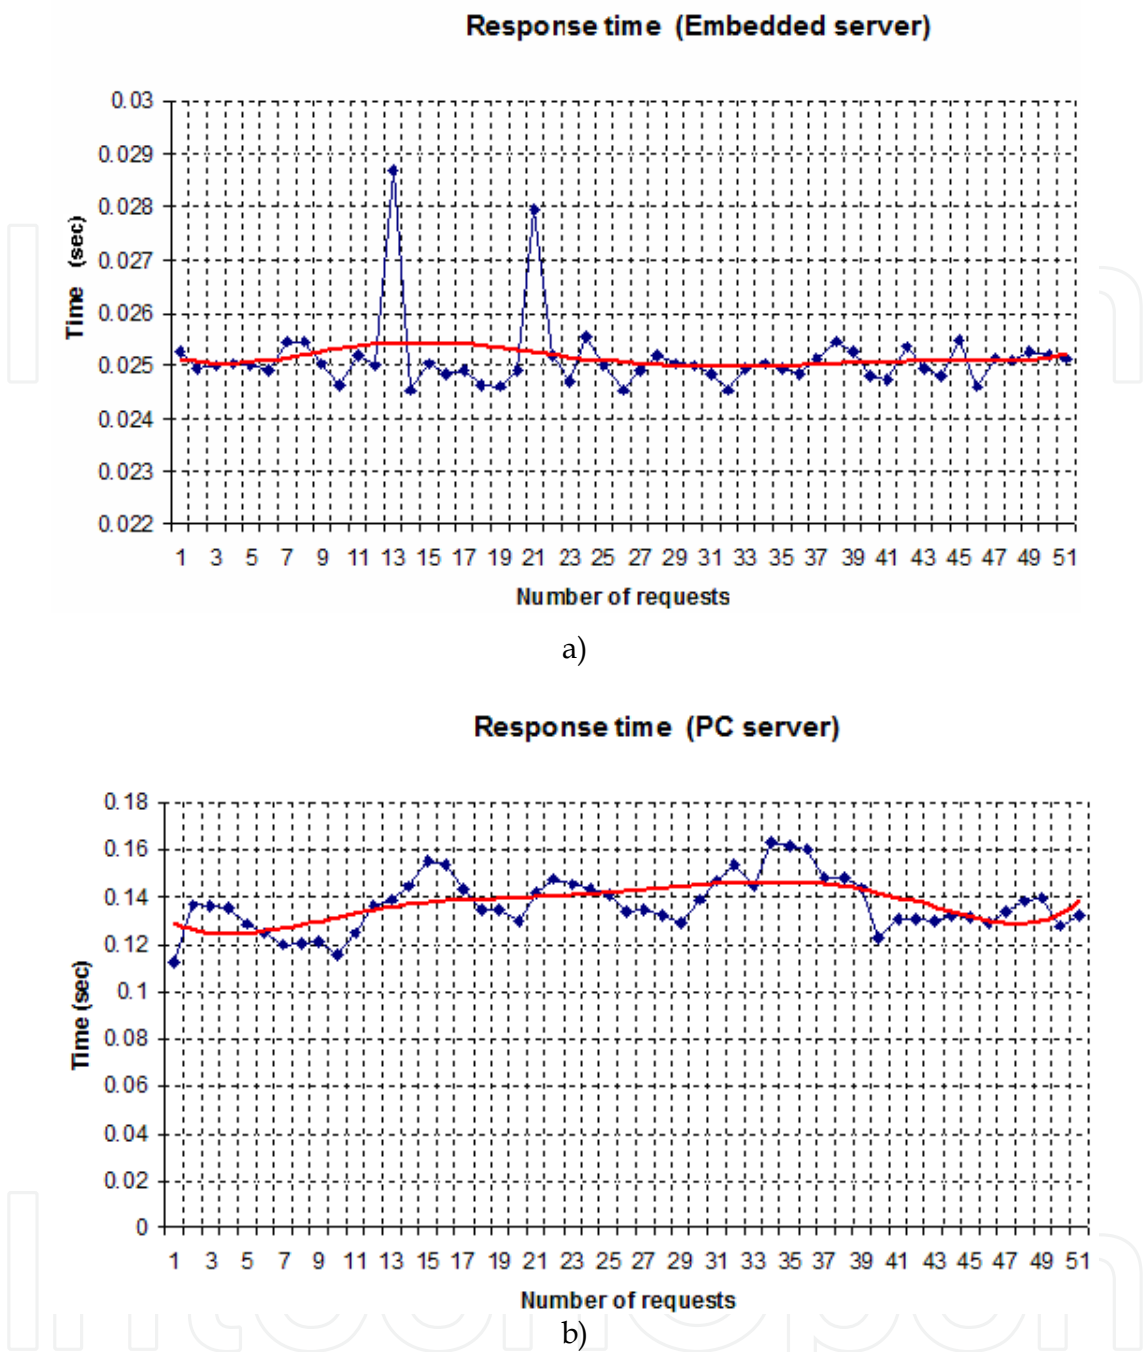 Response time (Embedded server)
0.03
0.029
0.028
0.027
0.026
0.025
0.024
0.023
0.022
Time (sec)
1 3 5 7 9 11 13 15 17 19 21 23 25 27 29 31 33 35 37 39 41 43 45 47 49 51
Number of requests
a)
Response time (PC server)
0.18
0.16
0.14
0.12
0.1
0.08
0.06
0.04
0.02
0
Time (sec)
1 3 5 7 9 11 13 15 17 19 21 23 25 27 29 31 33 35 37 39 41 43 45 47 49 51
Number of requests
b)